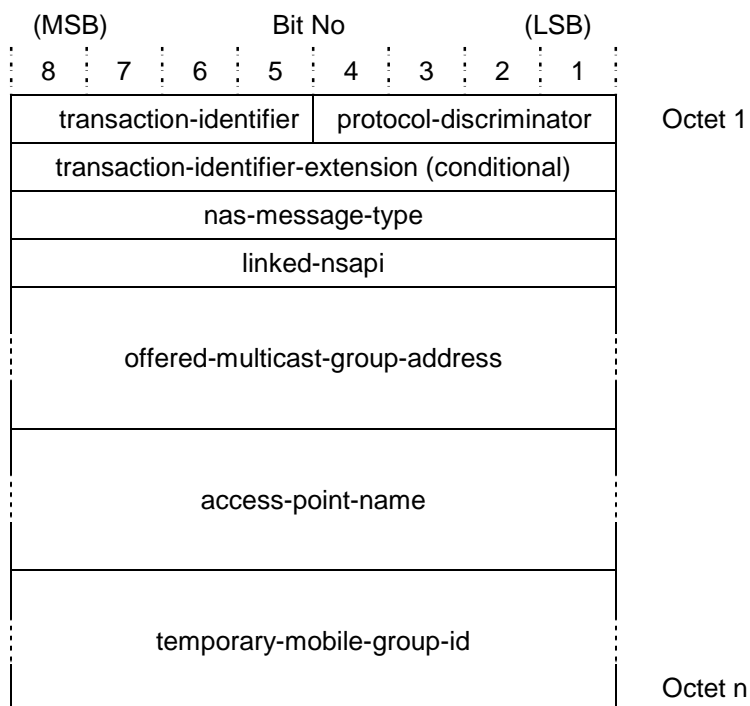 (MSB) Bit No (LSB)
8 7 6 5 4 3 2 1
transaction-identifier protocol-discriminator Octet 1
transaction-identifier-extension (conditional)
nas-message-type
linked-nsapi
offered-multicast-group-address
access-point-name
temporary-mobile-group-id
Octet n